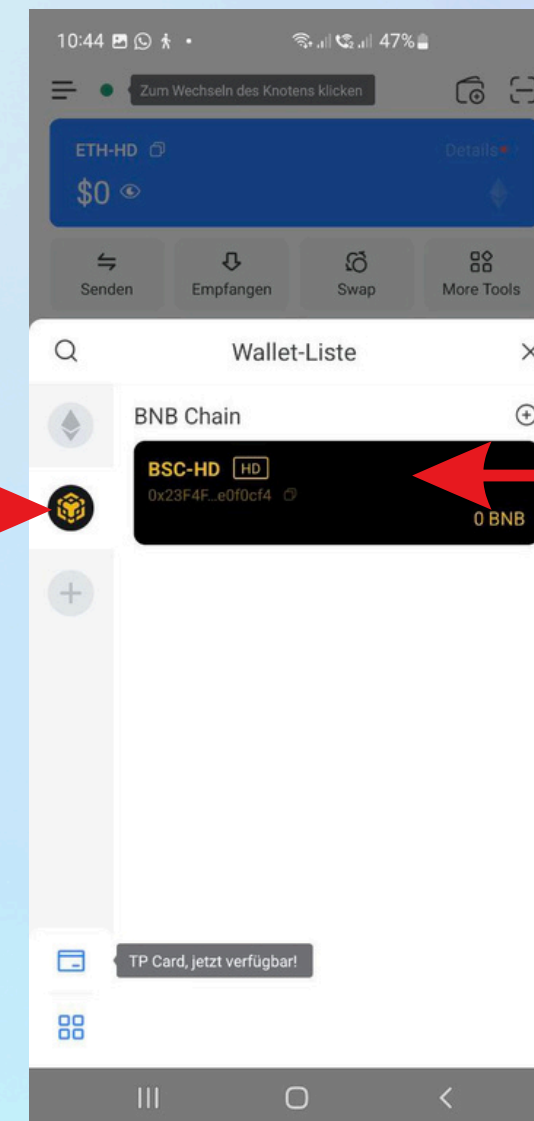 10:44
47%
Zum Wechseln des Knotens klicken
ETH-HD
Details
$0
Senden Empfangen Swap More Tools
Wallet-Liste
BNB Chain
BSC-HD HD
0x23F4F...e0f0cf4
0 BNB
TP Card, jetzt verfügbar!